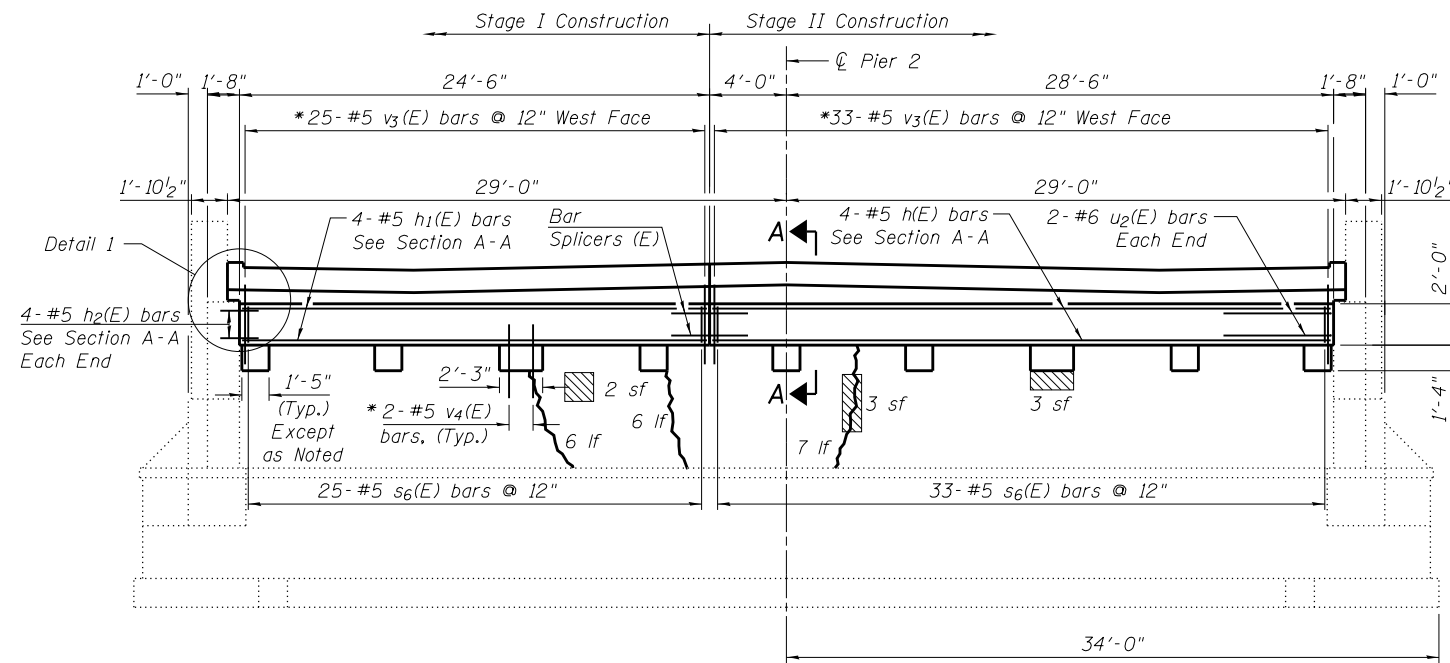 Stage I Construction
Stage II Construction
℄ Pier 2
1'-0"
1'-8"
24'-6"
4'-0"
28'-6"
1'-8"
1'-0"
*25-#5 v3(E) bars @ 12" West Face
*33-#5 v3(E) bars @ 12" West Face
1'-10½"
29'-0"
29'-0"
1'-10½"
Detail 1
4-#5 h1(E) bars
See Section A-A
Bar
Splicers (E)
A
4-#5 h(E) bars
See Section A-A
2-#6 u2(E) bars
Each End
2'-0"
4-#5 h2(E) bars
See Section A-A
Each End
1'-5"
(Typ.)
Except
as Noted
2'-3"
* 2-#5 v4(E)
bars, (Typ.)
2 sf
6 lf
6 lf
A
3 sf
7 lf
3 sf
1'-4"
25-#5 s6(E) bars @ 12"
33-#5 s6(E) bars @ 12"
34'-0"